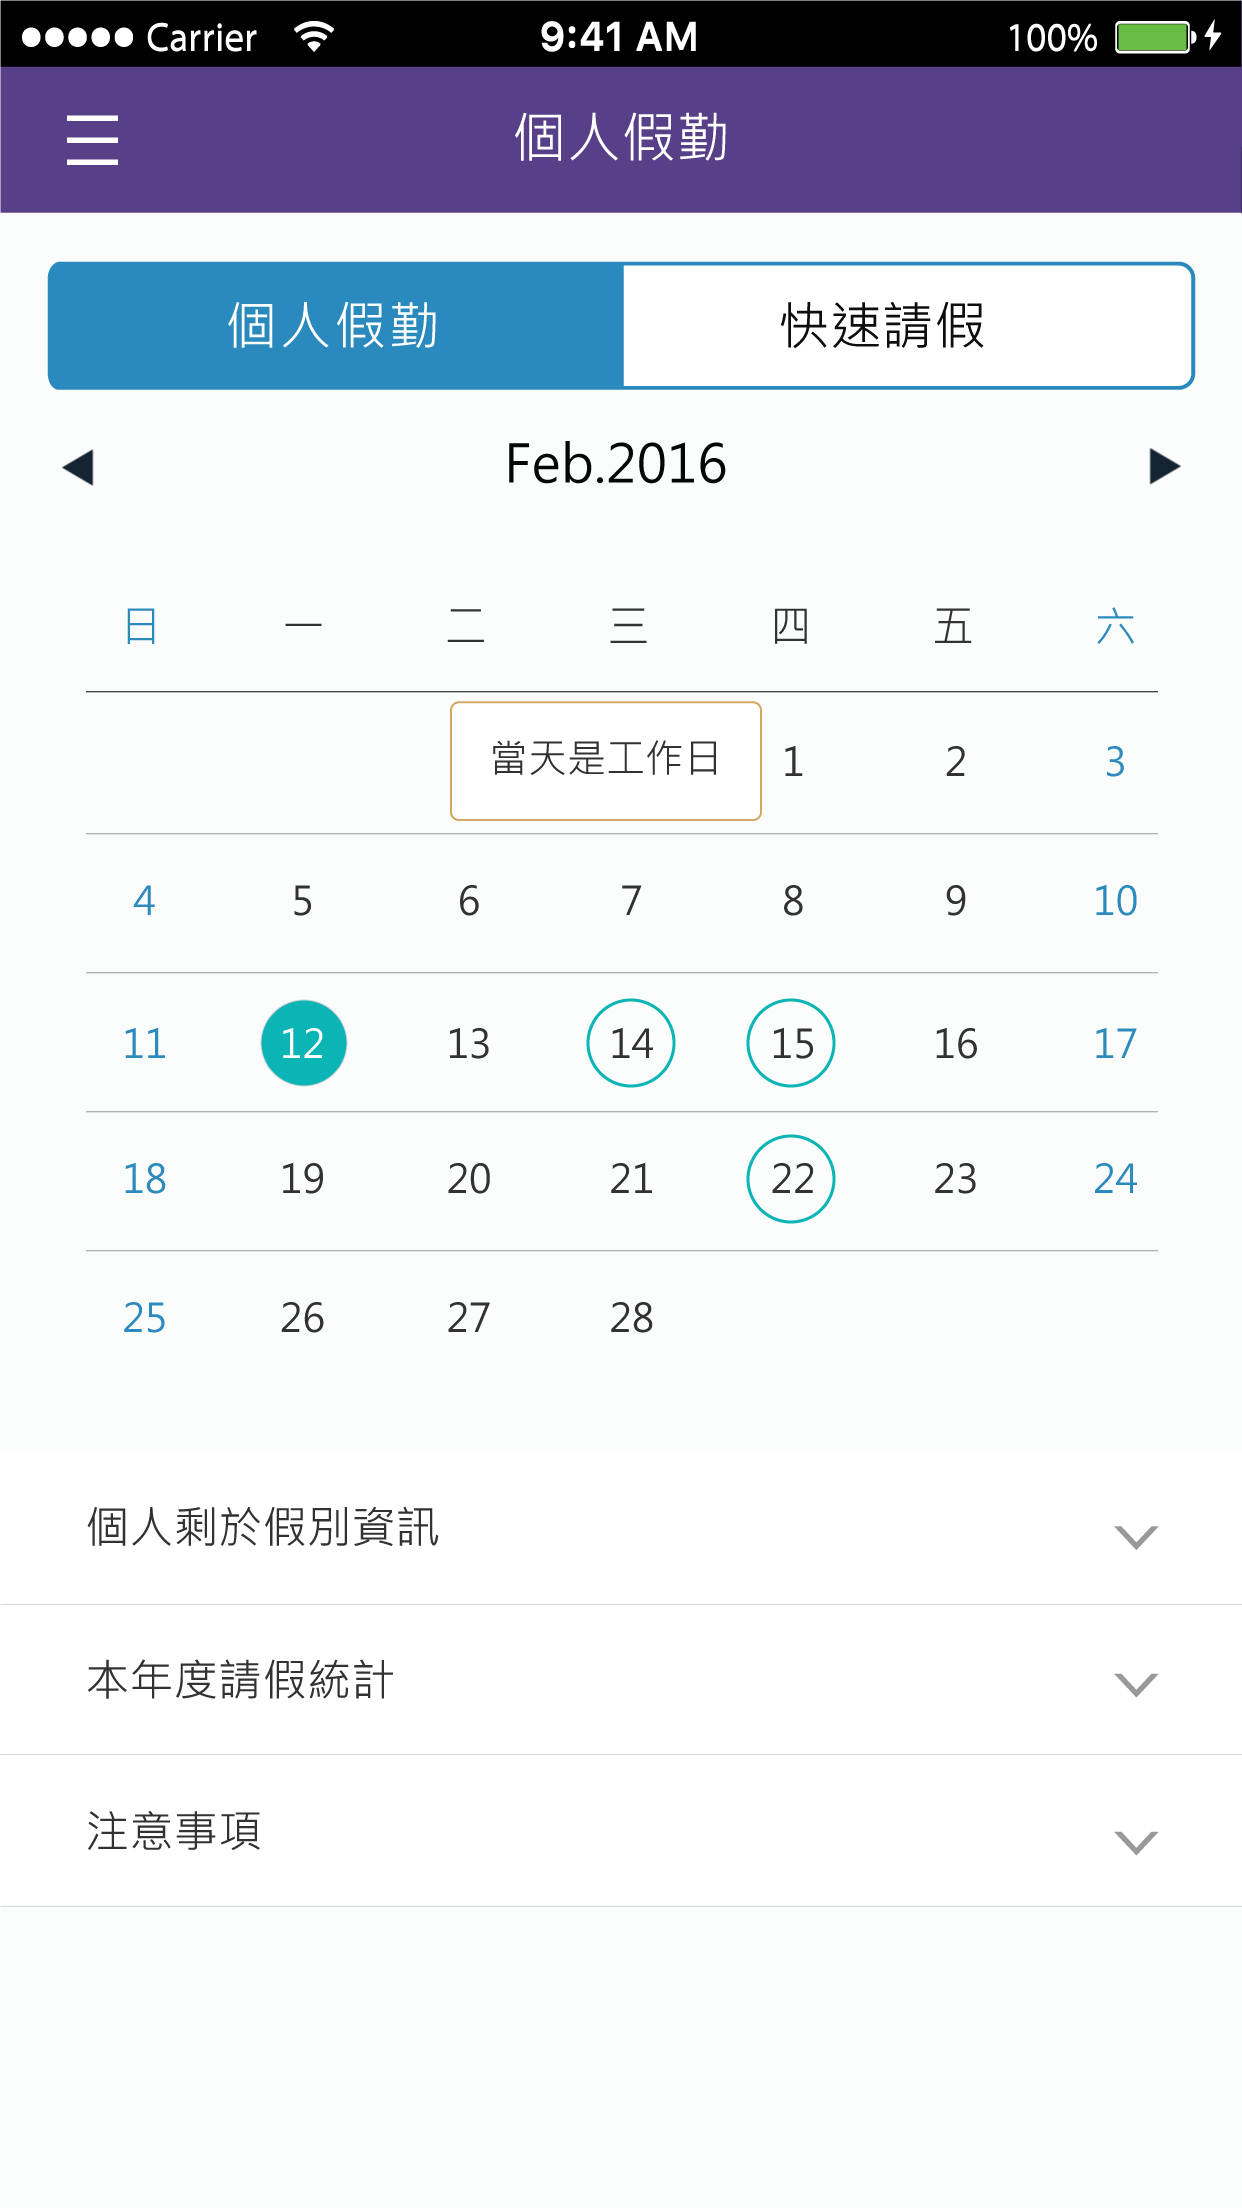 Carrier 9:41 AM 100%
個人假勤
個人假勤 快速請假
Feb.2016
日 一 二 三 四 五 六
當天是工作日 1 2 3
4 5 6 7 8 9 10
11 12 13 14 15 16 17
18 19 20 21 22 23 24
25 26 27 28
個人剩於假別資訊
本年度請假統計
注意事項